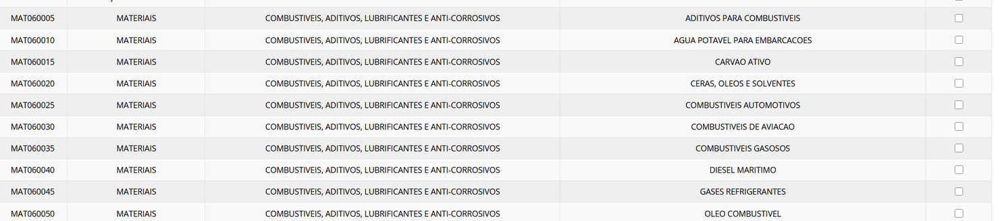 MAT060005 MATERIAIS COMBUSTIVEIS, ADITIVOS, LUBRIFICANTES E ANTI-CORROSIVOS ADITIVOS PARA COMBUSTIVEIS
MAT060010 MATERIAIS COMBUSTIVEIS, ADITIVOS, LUBRIFICANTES E ANTI-CORROSIVOS AGUA POTAVEL PARA EMBARCACOES
MAT060015 MATERIAIS COMBUSTIVEIS, ADITIVOS, LUBRIFICANTES E ANTI-CORROSIVOS CARVAO ATIVO
MAT060020 MATERIAIS COMBUSTIVEIS, ADITIVOS, LUBRIFICANTES E ANTI-CORROSIVOS CERAS, OLEOS E SOLVENTES
MAT060025 MATERIAIS COMBUSTIVEIS, ADITIVOS, LUBRIFICANTES E ANTI-CORROSIVOS COMBUSTIVEIS AUTOMOTIVOS
MAT060030 MATERIAIS COMBUSTIVEIS, ADITIVOS, LUBRIFICANTES E ANTI-CORROSIVOS COMBUSTIVEIS DE AVIACAO
MAT060035 MATERIAIS COMBUSTIVEIS, ADITIVOS, LUBRIFICANTES E ANTI-CORROSIVOS COMBUSTIVEIS GASOSOS
MAT060040 MATERIAIS COMBUSTIVEIS, ADITIVOS, LUBRIFICANTES E ANTI-CORROSIVOS DIESEL MARITIMO
MAT060045 MATERIAIS COMBUSTIVEIS, ADITIVOS, LUBRIFICANTES E ANTI-CORROSIVOS GASES REFRIGERANTES
MAT060050 MATERIAIS COMBUSTIVEIS, ADITIVOS, LUBRIFICANTES E ANTI-CORROSIVOS OLEO COMBUSTIVEL